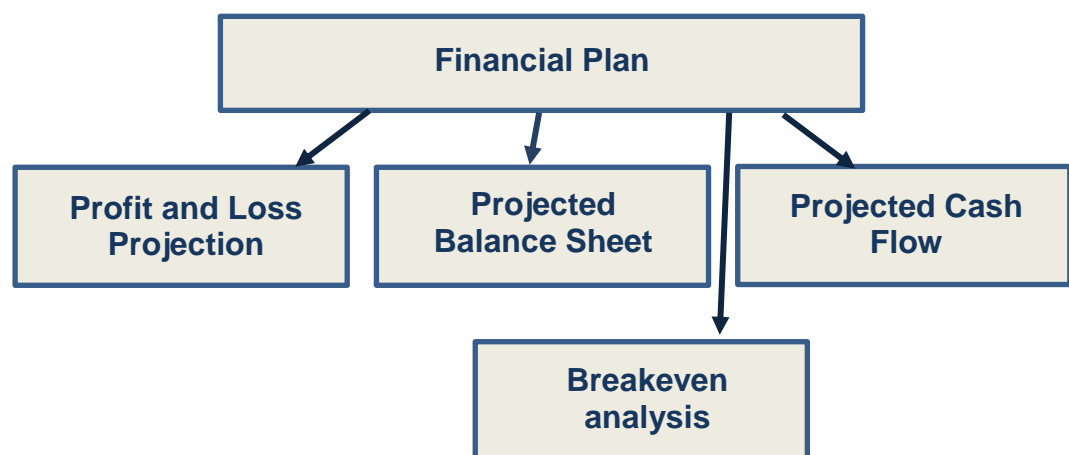 Financial Plan
Profit and Loss
Projection
Projected
Balance Sheet
Projected Cash
Flow
Breakeven
analysis